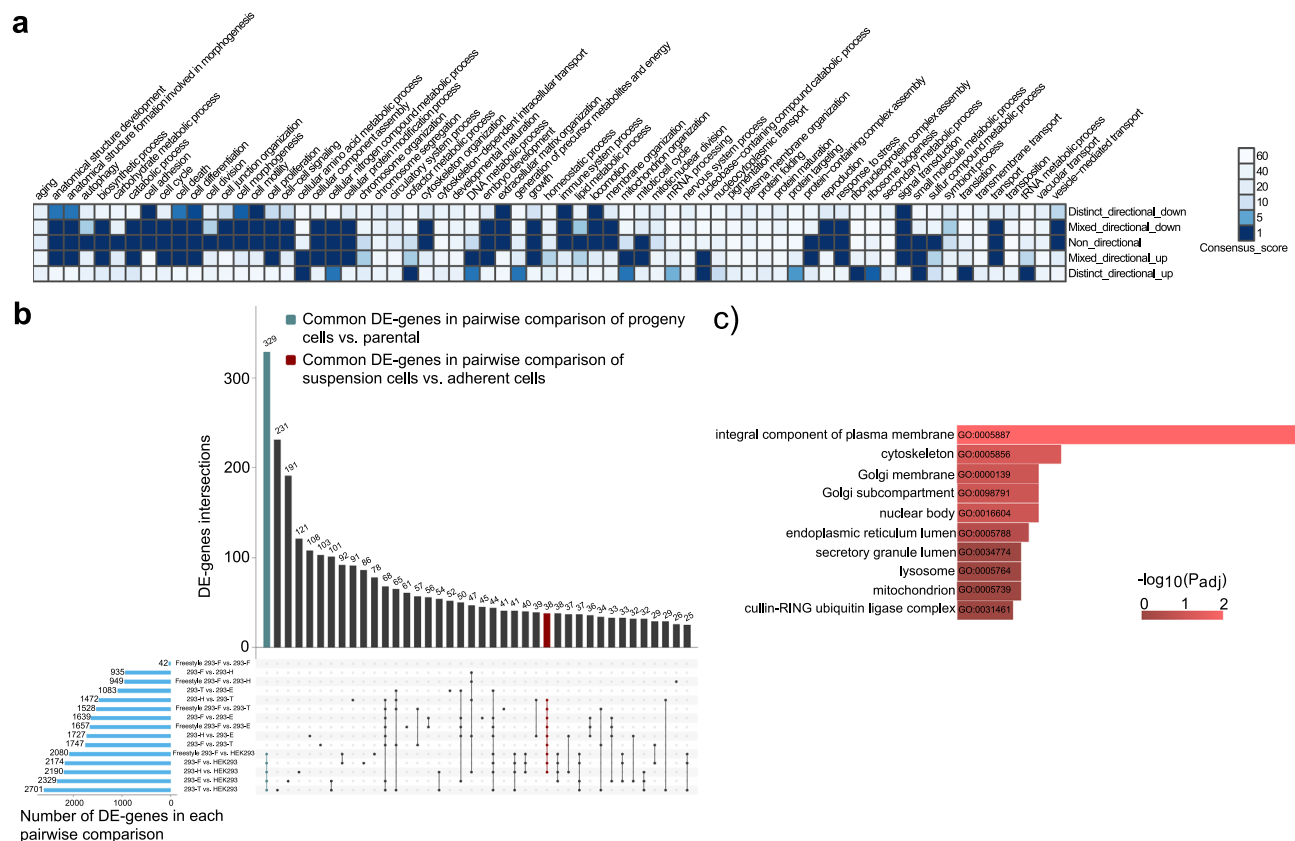 a
aging
anatomical structure development
anatomical structure formation involved in morphogenesis
autophagy
biosynthetic process
carbohydrate metabolic process
catabolic process
cell adhesion
cell cycle
cell death
cell differentiation
cell division
cell junction organization
cell morphogenesis
cell proliferation
cell-cell signaling
cellular amino acid metabolic process
cellular component assembly
cellular nitrogen compound metabolic process
cellular protein modification process
chromosome organization
chromosome segregation
circulatory system process
cofactor metabolic process
cytoskeleton organization
cytoskeleton-dependent intracellular transport
developmental maturation
DNA metabolic process
embryo development
extracellular matrix organization
generation of precursor metabolites and energy
growth
homeostatic process
immune system process
lipid metabolic process
locomotion
membrane organization
mitochondrion organization
mitotic cell cycle
mitotic nuclear division
mRNA processing
nervous system process
nucleobase-containing compound catabolic process
nucleocytoplasmic transport
pigmentation
plasma membrane organization
protein folding
protein maturation
protein targeting
protein-containing complex assembly
reproduction
response to stress
ribonucleoprotein complex assembly
ribosome biogenesis
secondary metabolic process
signal transduction
small molecule metabolic process
sulfur compound metabolic process
symbiont process
translation
transmembrane transport
transport
transposition
tRNA metabolic process
vacuolar transport
vesicle-mediated transport
Distinct_directional_down
Mixed_directional_down
Non_directional
Mixed_directional_up
Distinct_directional_up
60
40
20
10
5
1
Consensus_score
b
Common DE-genes in pairwise comparison of progeny
cells vs. parental
Common DE-genes in pairwise comparison of
suspension cells vs. adherent cells
DE-genes intersections
300
200
100
0
329
231
191
121
108
103
101
92
91
86
78
68
65
61
57
56
54
52
50
47
45
44
41
41
40
39
38
38
37
37
36
34
33
33
32
32
29
29
26
25
42 Freestyle 293-F vs. 293-F
935 293-F vs. 293-H
949 Freestyle 293-F vs. 293-H
1083 293-T vs. 293-E
1472 293-H vs. 293-T
1528 Freestyle 293-F vs. 293-T
1639 293-F vs. 293-E
1657 Freestyle 293-F vs. 293-E
1727 293-H vs. 293-E
1747 293-F vs. 293-T
2080 Freestyle 293-F vs. HEK293
2174 293-F vs. HEK293
2190 293-H vs. HEK293
2329 293-E vs. HEK293
2701 293-T vs. HEK293
2000 1000 0
Number of DE-genes in each
pairwise comparison
c)
integral component of plasma membrane GO:0005887
cytoskeleton GO:0005856
Golgi membrane GO:0000139
Golgi subcompartment GO:0098791
nuclear body GO:0016604
endoplasmic reticulum lumen GO:0005788
secretory granule lumen GO:0034774
lysosome GO:0005764
mitochondrion GO:0005739
cullin-RING ubiquitin ligase complex GO:0031461
-log10(Padj)
0 1 2